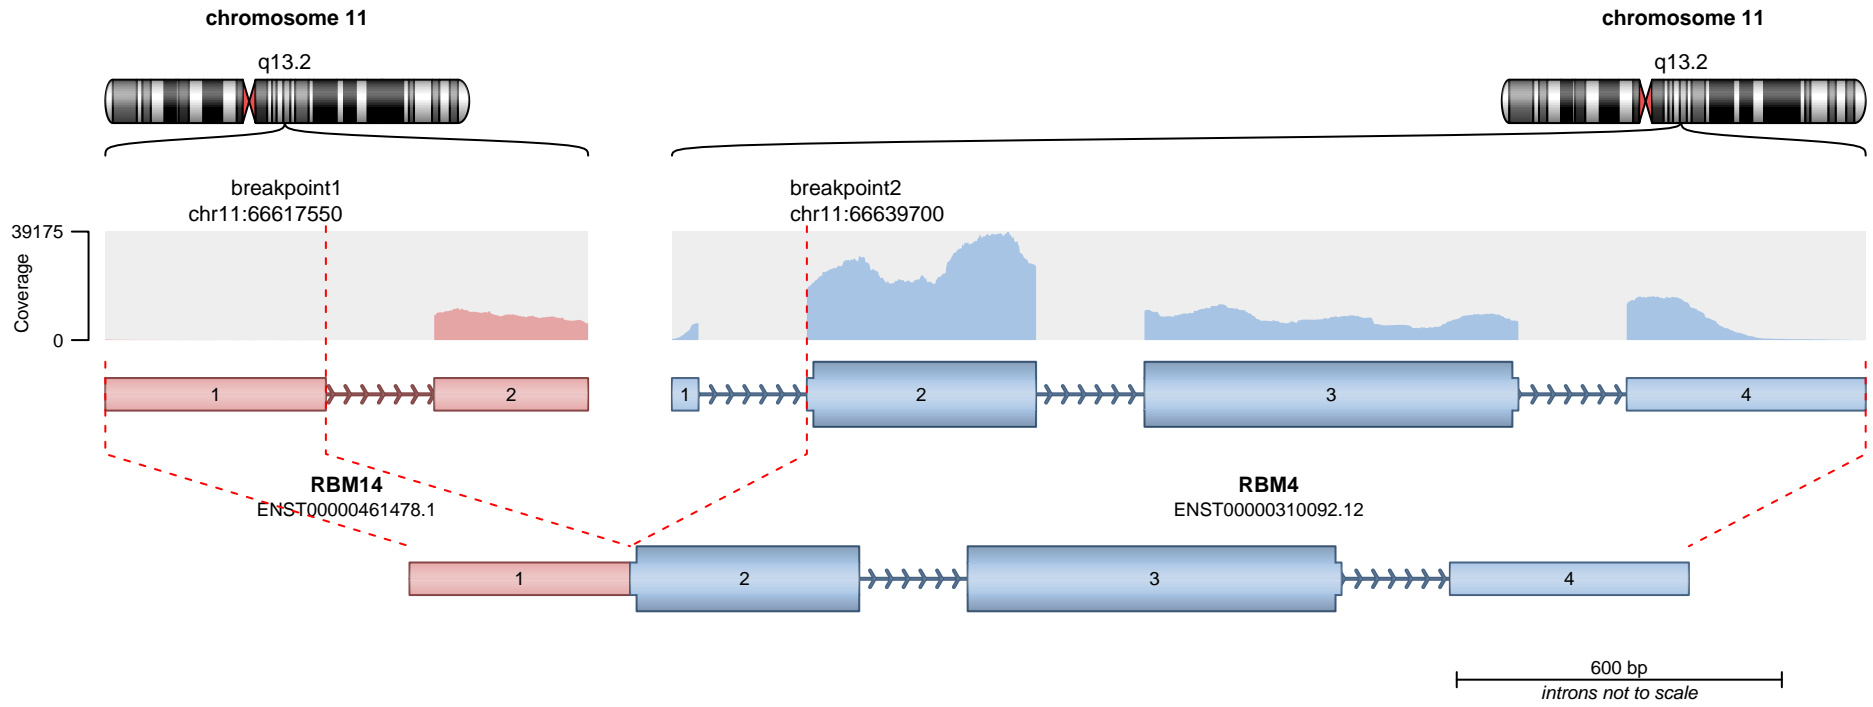 chromosome 11
chromosome 11
q13.2
q13.2
breakpoint1
chr11:66617550
breakpoint2
chr11:66639700
39175
Coverage
0
1
2
1
2
3
4
RBM14
ENST00000461478.1
RBM4
ENST00000310092.12
1
2
3
4
600 bp
introns not to scale